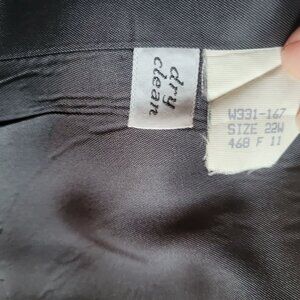 dry
clean
W331-167
SIZE 22W
468 F 11